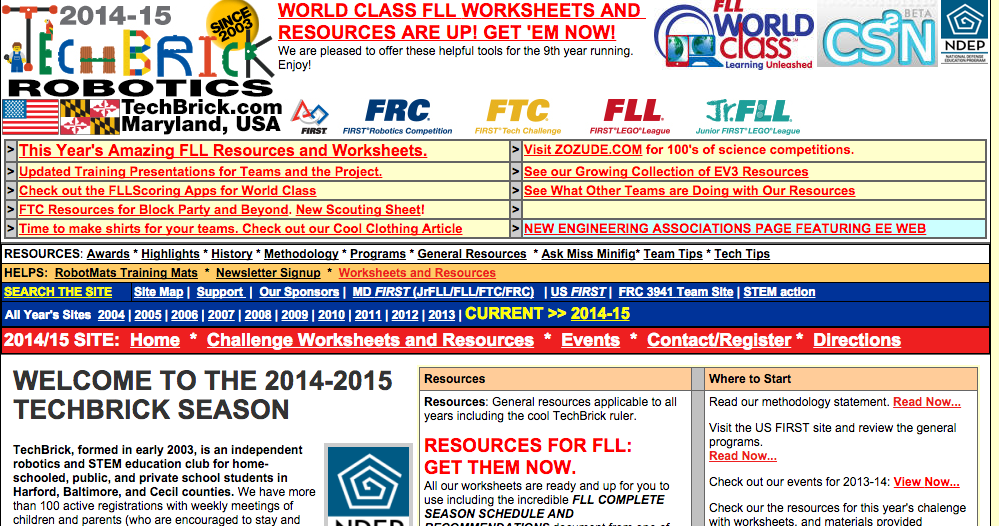 2014-15
SINCE 2003
TECHBRICK
ROBOTICS
TechBrick.com
Maryland, USA
WORLD CLASS FLL WORKSHEETS AND
RESOURCES ARE UP! GET 'EM NOW!
We are pleased to offer these helpful tools for the 9th year running.
Enjoy!
FLL
WORLD
CLASS
Learning Unleashed
BETA
CS2N
NDEP
NATIONAL DEFENSE
EDUCATION PROGRAM
FIRST
FRC
FIRST Robotics Competition
FTC
FIRST Tech Challenge
FLL
FIRST LEGO League
Jr.FLL
Junior FIRST LEGO League
> This Year's Amazing FLL Resources and Worksheets.
> Visit ZOZUDE.COM for 100's of science competitions.
> Updated Training Presentations for Teams and the Project.
> See our Growing Collection of EV3 Resources
> Check out the FLLScoring Apps for World Class
> See What Other Teams are Doing with Our Resources
> FTC Resources for Block Party and Beyond. New Scouting Sheet!
>
> Time to make shirts for your teams. Check out our Cool Clothing Article
> NEW ENGINEERING ASSOCIATIONS PAGE FEATURING EE WEB
RESOURCES: Awards * Highlights * History * Methodology * Programs * General Resources * Ask Miss Minifig* Team Tips * Tech Tips
HELPS: RobotMats Training Mats * Newsletter Signup * Worksheets and Resources
SEARCH THE SITE Site Map | Support | Our Sponsors | MD FIRST (JrFLL/FLL/FTC/FRC) | US FIRST | FRC 3941 Team Site | STEM action
All Year's Sites 2004 | 2005 | 2006 | 2007 | 2008 | 2009 | 2010 | 2011 | 2012 | 2013 | CURRENT >> 2014-15
2014/15 SITE: Home * Challenge Worksheets and Resources * Events * Contact/Register * Directions
WELCOME TO THE 2014-2015
TECHBRICK SEASON
TechBrick, formed in early 2003, is an independent
robotics and STEM education club for home-
schooled, public, and private school students in
Harford, Baltimore, and Cecil counties. We have more
than 100 active registrations with weekly meetings of
children and parents (who are encouraged to stay and
NDEP
Resources
Resources: General resources applicable to all
years including the cool TechBrick ruler.
RESOURCES FOR FLL:
GET THEM NOW.
All our worksheets are ready and up for you to
use including the incredible FLL COMPLETE
SEASON SCHEDULE AND
RECOMMENDATIONS document from one of
Where to Start
Read our methodology statement. Read Now...
Visit the US FIRST site and review the general
programs.
Read Now...
Check out our events for 2013-14: View Now...
Check our the resources for this year's chalenge
with worksheets, and materials provided